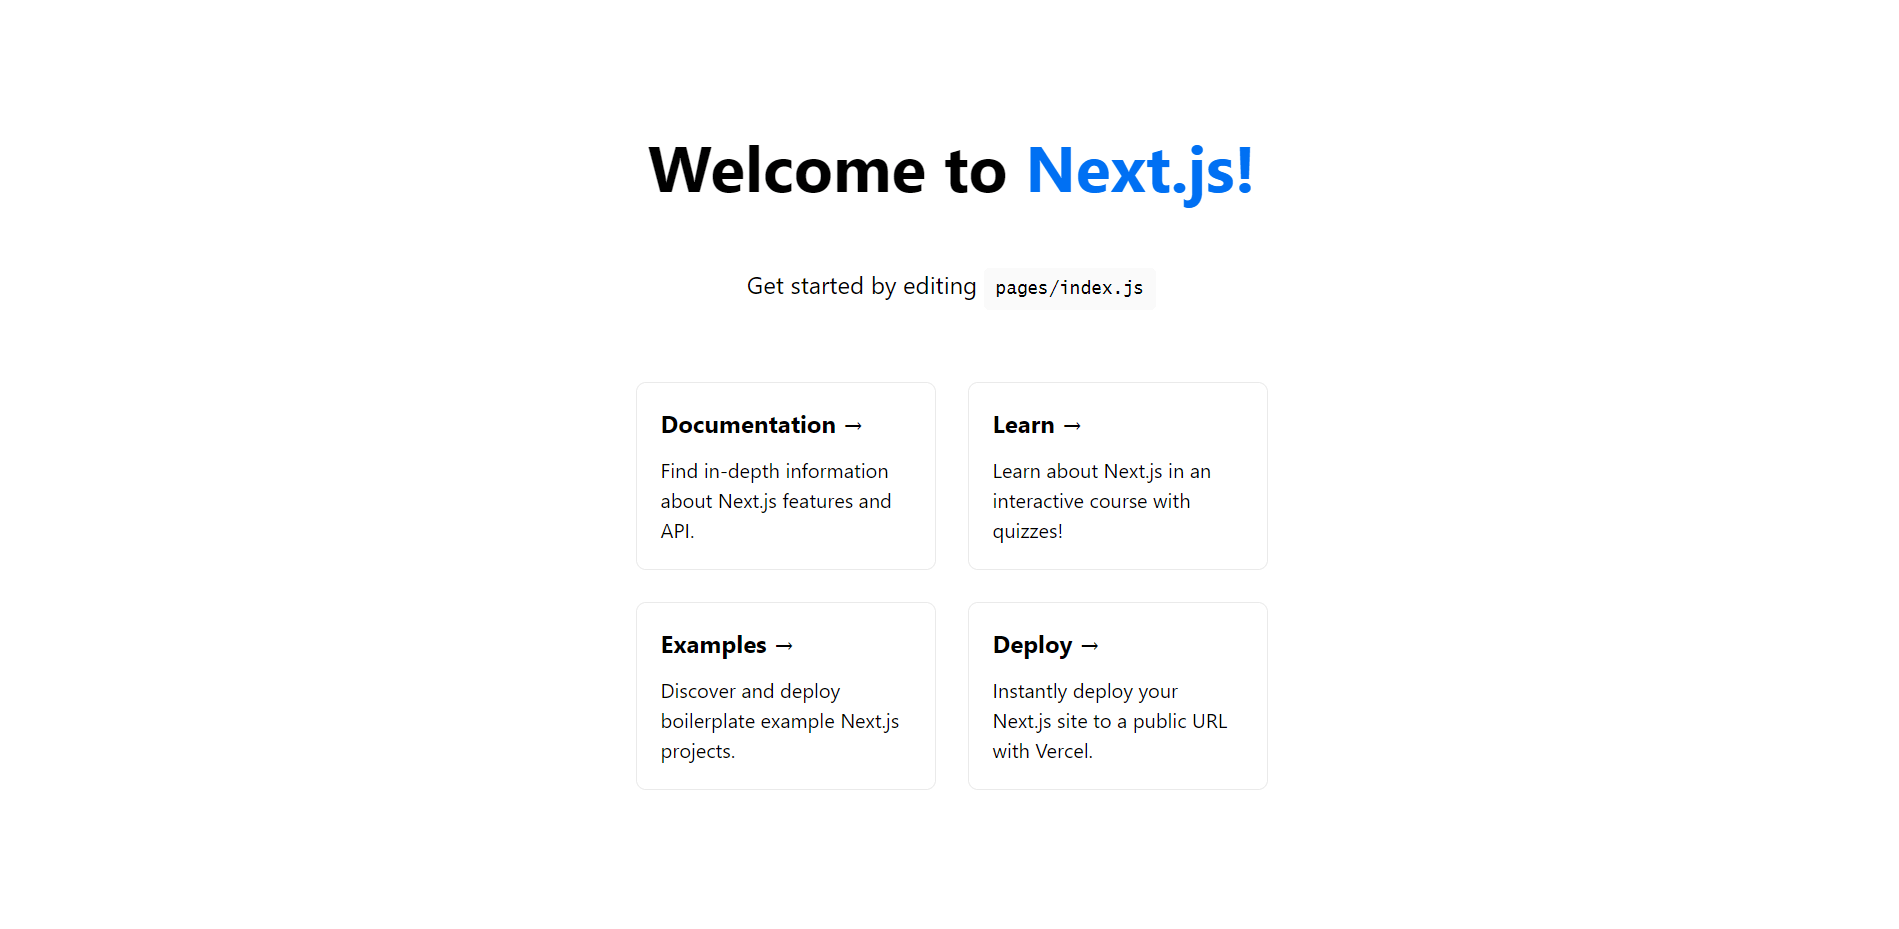 Welcome to Next.js!
Get started by editing pages/index.js
Documentation →
Find in-depth information
about Next.js features and
API.
Learn →
Learn about Next.js in an
interactive course with
quizzes!
Examples →
Discover and deploy
boilerplate example Next.js
projects.
Deploy →
Instantly deploy your
Next.js site to a public URL
with Vercel.